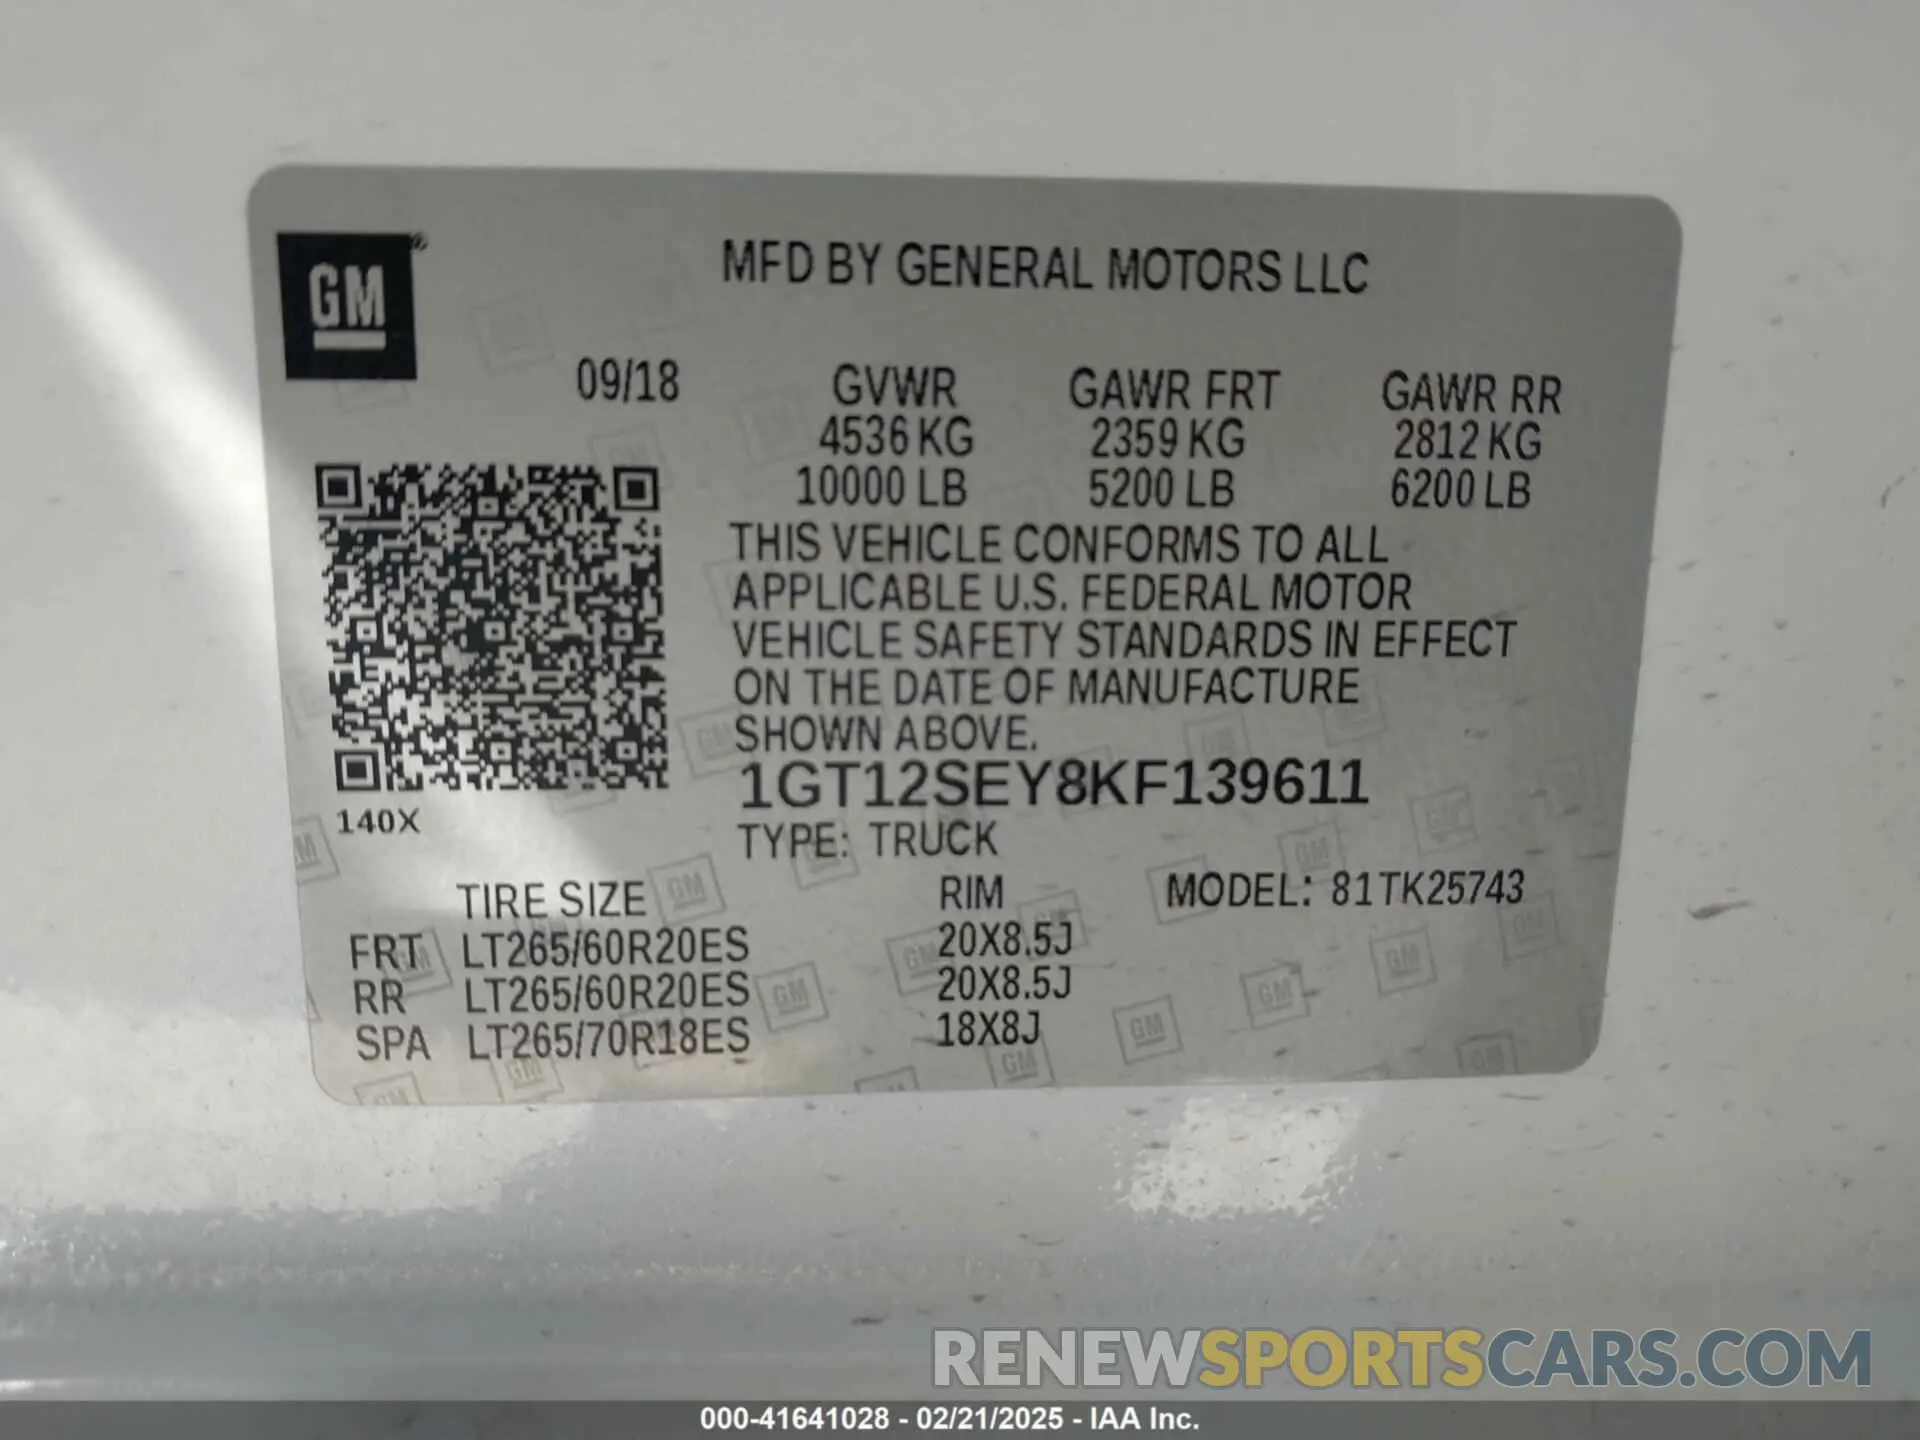 GM®
MFD BY GENERAL MOTORS LLC
09/18 GVWR GAWR FRT GAWR RR
4536 KG 2359 KG 2812 KG
10000 LB 5200 LB 6200 LB
THIS VEHICLE CONFORMS TO ALL
APPLICABLE U.S. FEDERAL MOTOR
VEHICLE SAFETY STANDARDS IN EFFECT
ON THE DATE OF MANUFACTURE
SHOWN ABOVE.
1GT12SEY8KF139611
140X
TYPE: TRUCK
TIRE SIZE RIM MODEL: 81TK25743
FRT LT265/60R20ES 20X8.5J
RR LT265/60R20ES 20X8.5J
SPA LT265/70R18ES 18X8J
RENEWSPORTSCARS.COM
000-41641028 - 02/21/2025 - IAA Inc.